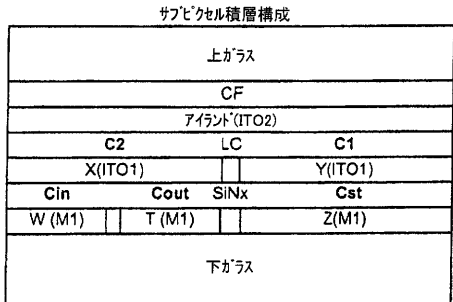 サブピクセル積層構成
上ガラス
CF
アイランド(ITO2)
C2 LC C1
X(ITO1) Y(ITO1)
Cin Cout SiNx Cst
W (M1) T (M1) Z(M1)
下ガラス